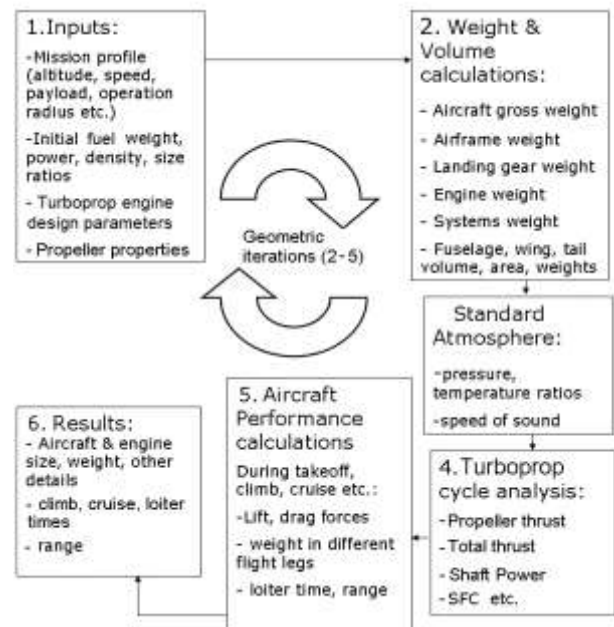 1.Inputs:
-Mission profile
(altitude, speed,
payload, operation
radius etc.)
-Initial fuel weight,
power, density, size
ratios
- Turboprop engine
design parameters
- Propeller properties
2. Weight &
Volume
calculations:
- Aircraft gross weight
- Airframe weight
- Landing gear weight
- Engine weight
- Systems weight
- Fuselage, wing, tail
volume, area, weights
Geometric
iterations (2-5)
Standard
Atmosphere:
-pressure,
temperature ratios
-speed of sound
4.Turboprop
cycle analysis:
-Propeller thrust
-Total thrust
- Shaft Power
-SFC etc.
5. Aircraft
Performance
calculations
During takeoff,
climb, cruise etc.:
-Lift, drag forces
- weight in different
flight legs
- loiter time, range
6. Results:
- Aircraft & engine
size, weight, other
details
- climb, cruise, loiter
times
- range